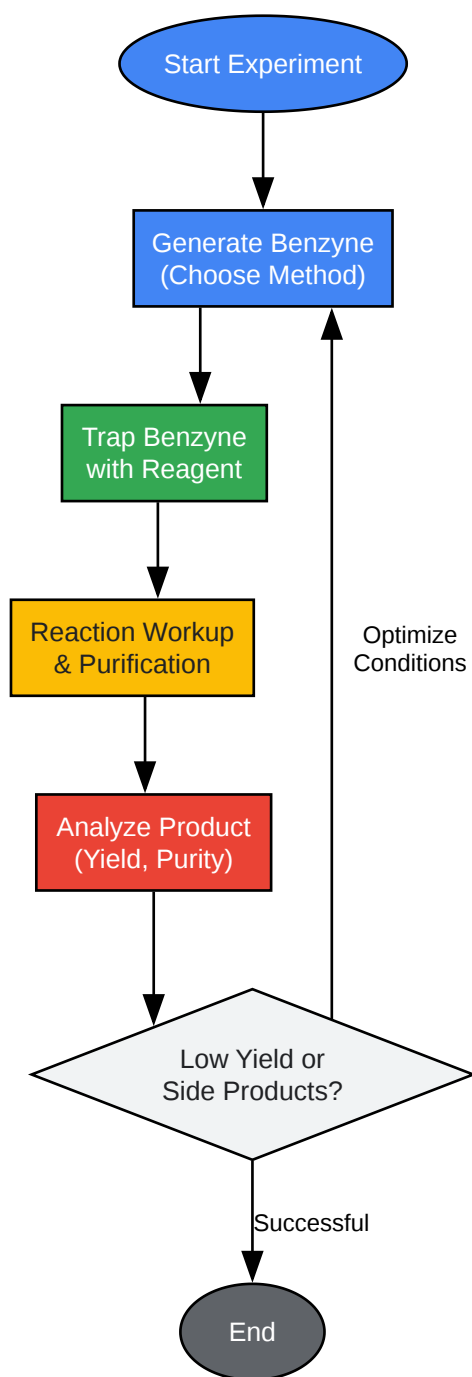 Start Experiment
Generate Benzyne
(Choose Method)
Trap Benzyne
with Reagent
Reaction Workup
& Purification
Optimize
Conditions
Analyze Product
(Yield, Purity)
Low Yield or
Side Products?
Successful
End